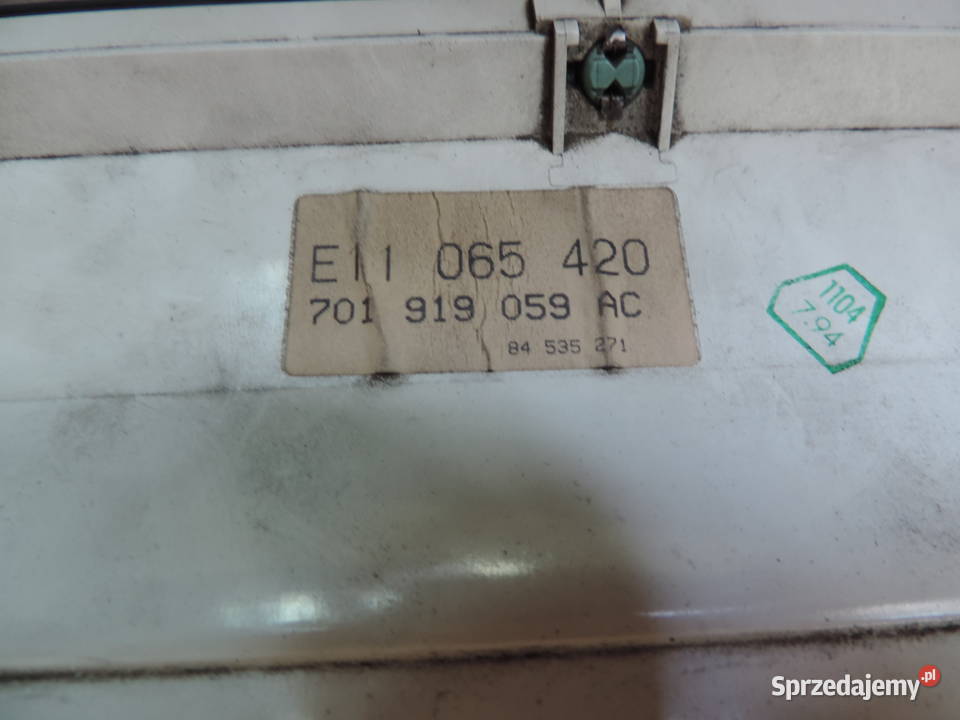 E11 065 420
701 919 059 AC
84 535 271
1104
7.94
Sprzedajemy.pl